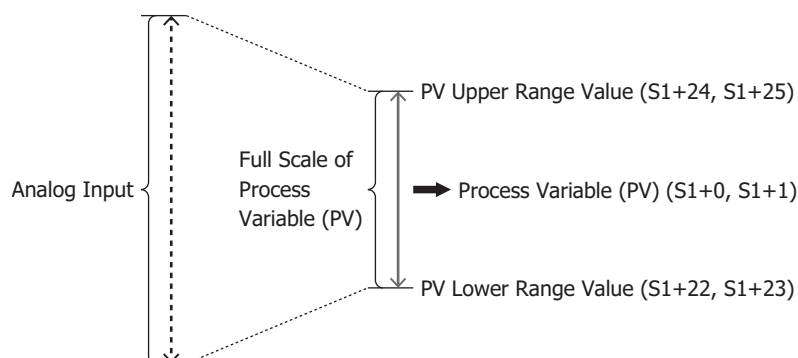 PV Upper Range Value (S1+24, S1+25)
Analog Input
Full Scale of
Process
Variable (PV)
Process Variable (PV) (S1+0, S1+1)
PV Lower Range Value (S1+22, S1+23)